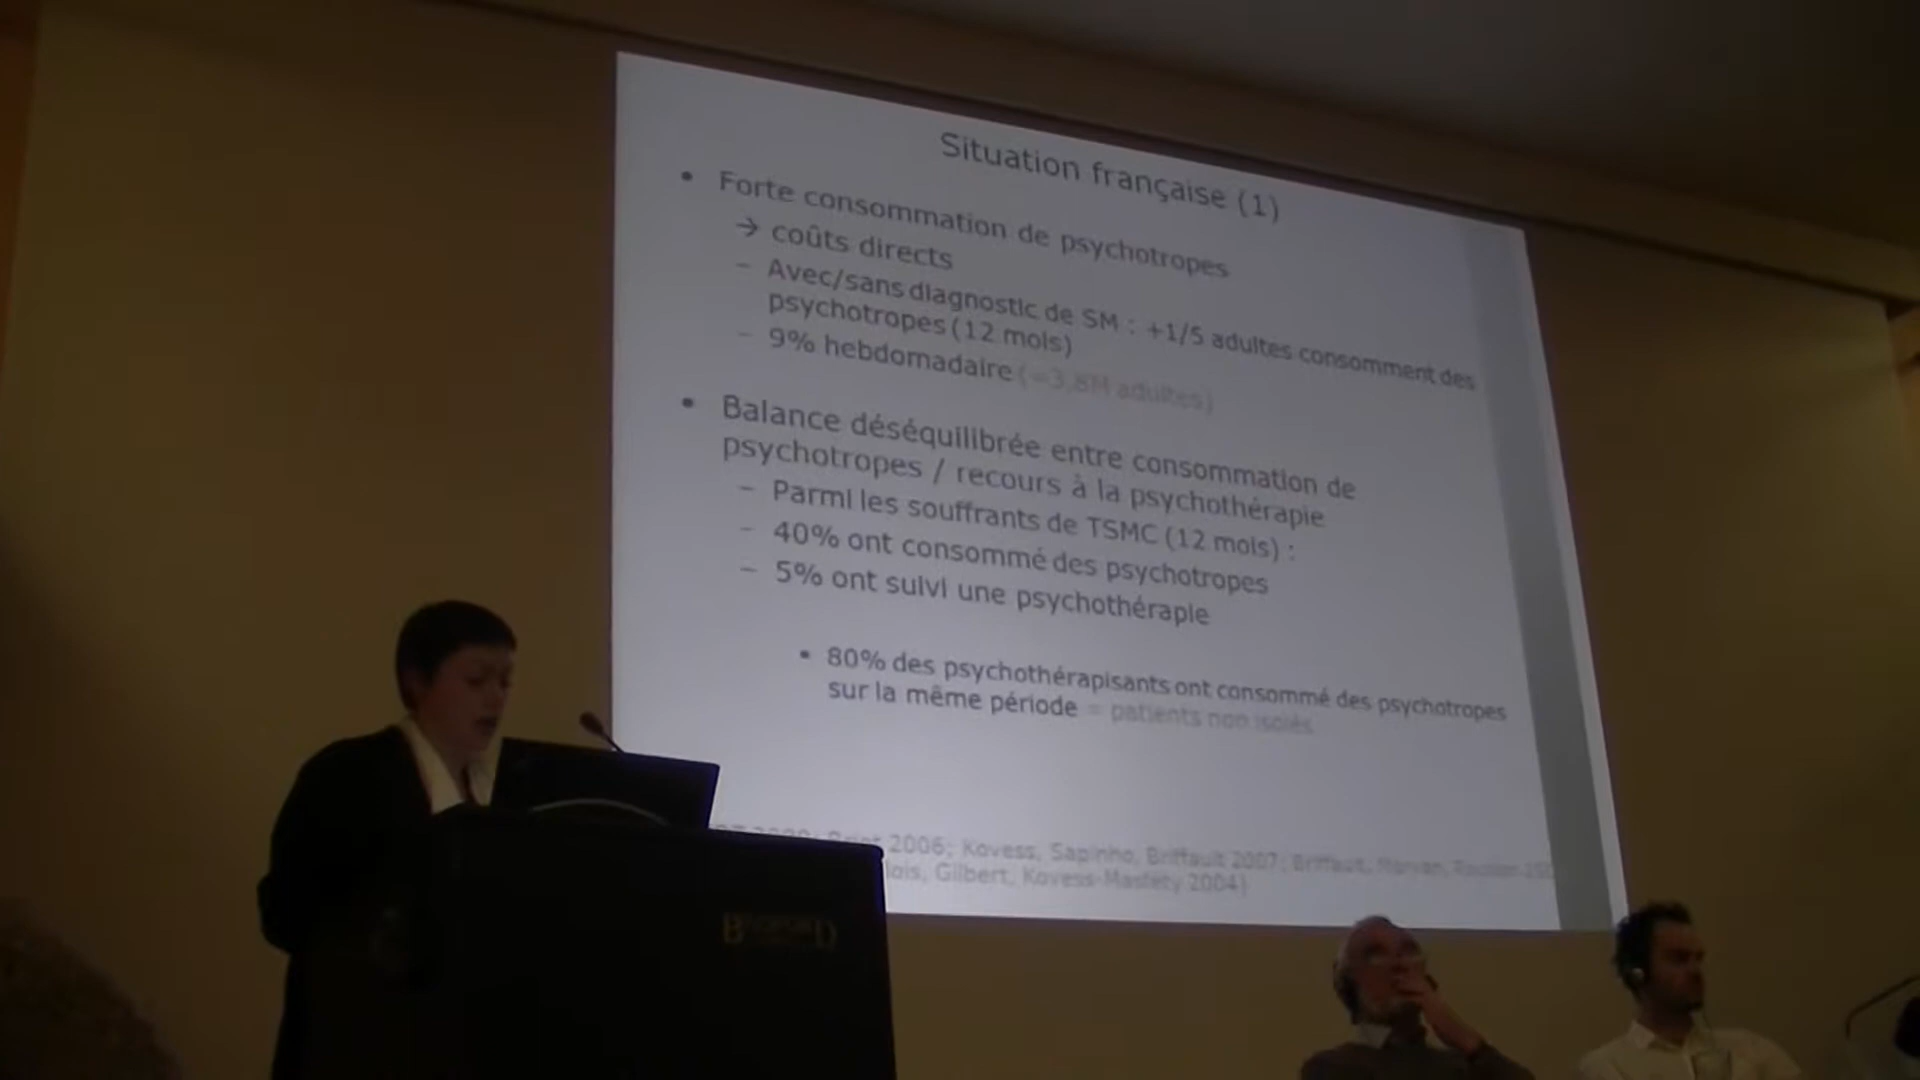 Situation française (1)
• Forte consommation de psychotropes
→ coûts directs
– Avec/sans diagnostic de SM : +1/5 adultes consomment des
psychotropes (12 mois)
– 9% hebdomadaire (=3,8M adultes)
• Balance déséquilibrée entre consommation de
psychotropes / recours à la psychothérapie
– Parmi les souffrants de TSMC (12 mois) :
– 40% ont consommé des psychotropes
– 5% ont suivi une psychothérapie
• 80% des psychothérapisants ont consommé des psychotropes
sur la même période = patients non isolés
2006; Kovess, Sapinho, Briffault 2007; Briffault, Morvan,
Gilbert, Kovess-Masfety 2004)